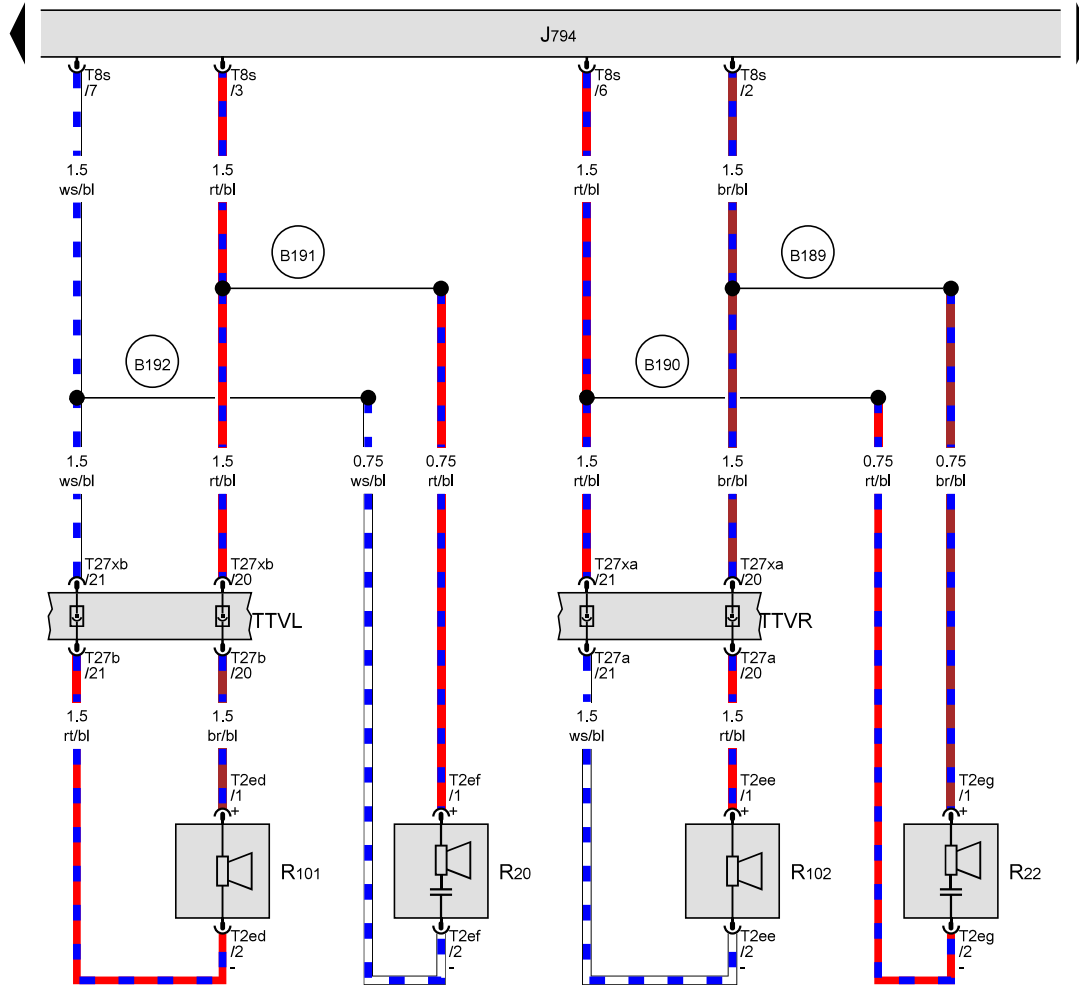 J794
T8s T8s T8s T8s
/7 /3 /6 /2
1.5 1.5 1.5 1.5
ws/bl rt/bl rt/bl br/bl
B191 B189
B192 B190
1.5 1.5 0.75 0.75 1.5 1.5 0.75 0.75
ws/bl rt/bl ws/bl rt/bl rt/bl br/bl rt/bl br/bl
T27xb T27xb T27xa T27xa
/21 /20 /21 /20
TTVL TTVR
T27b T27b T27a T27a
/21 /20 /21 /20
1.5 1.5 1.5 1.5
rt/bl br/bl ws/bl rt/bl
T2ed T2ef T2ee T2eg
/1 /1 /1 /1
+ + + +
R101 R20 R102 R22
T2ed T2ef T2ee T2eg
/2 /2 /2 /2
- - - -